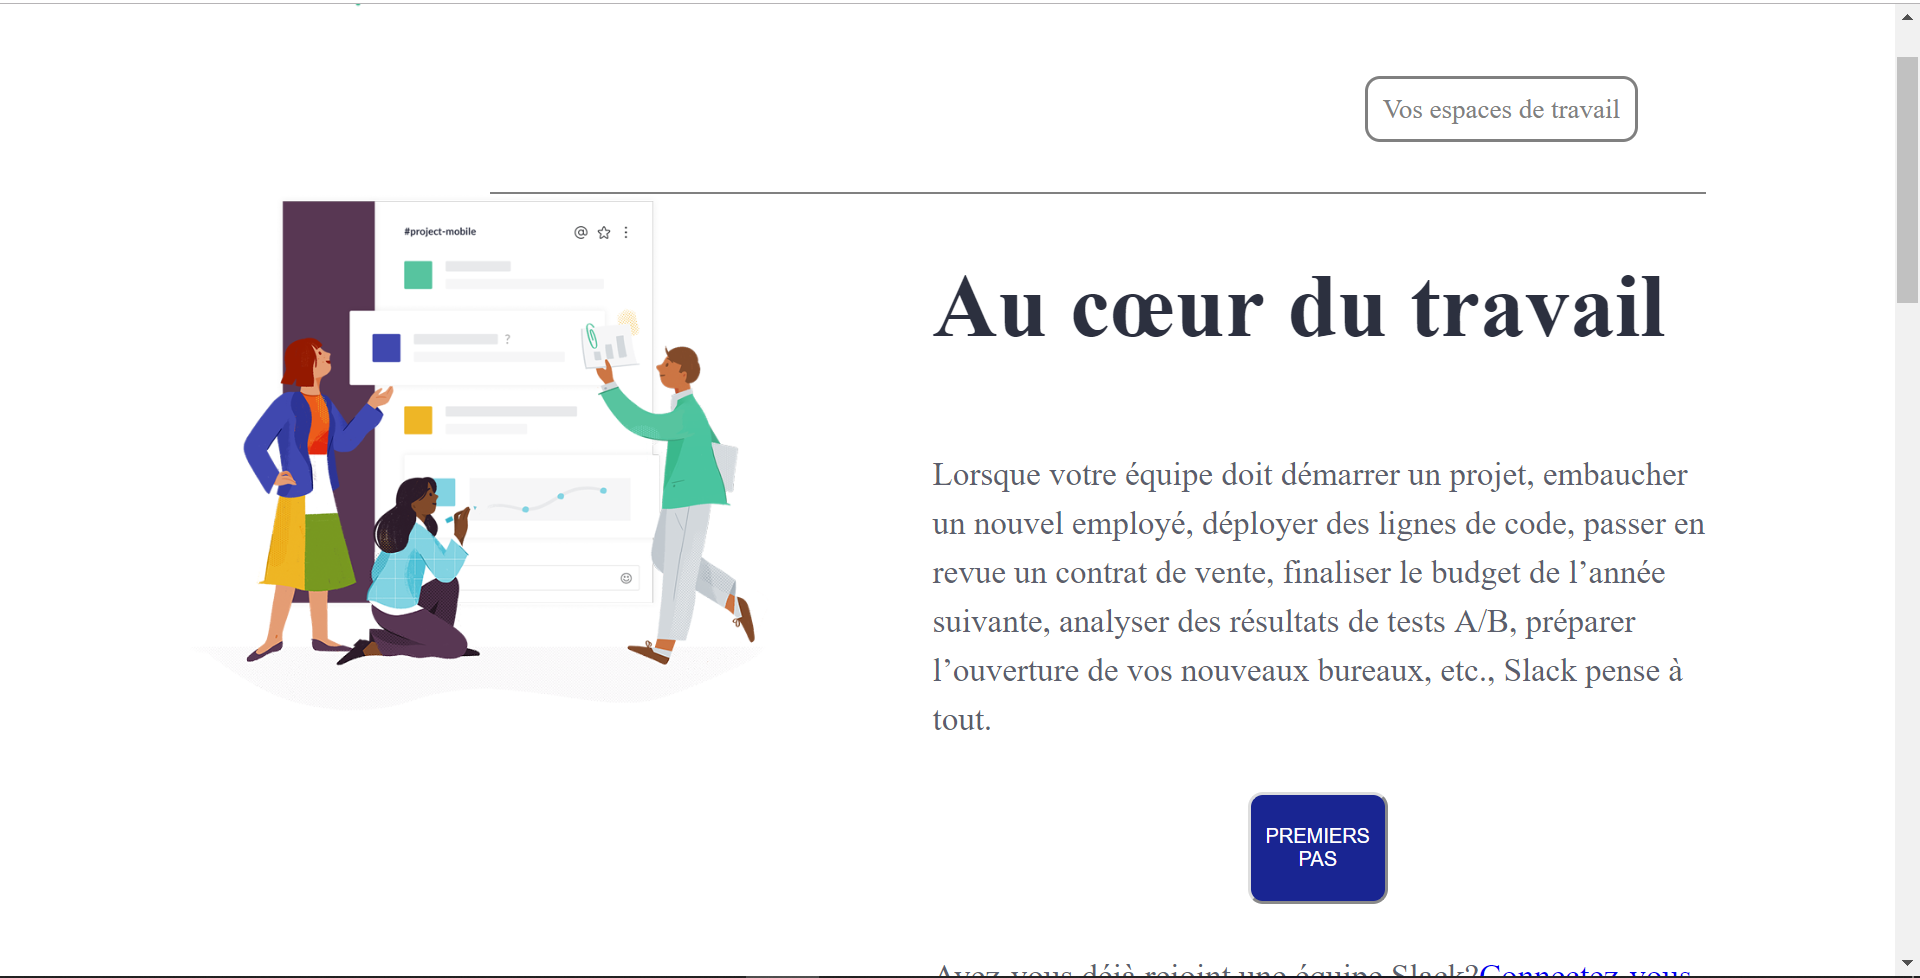 Vos espaces de travail
#project-mobile
?
Au cœur du travail
Lorsque votre équipe doit démarrer un projet, embaucher
un nouvel employé, déployer des lignes de code, passer en
revue un contrat de vente, finaliser le budget de l’année
suivante, analyser des résultats de tests A/B, préparer
l’ouverture de vos nouveaux bureaux, etc., Slack pense à
tout.
PREMIERS
PAS
Avez-vous déjà rejoint une équipe Slack?Connectez-vous